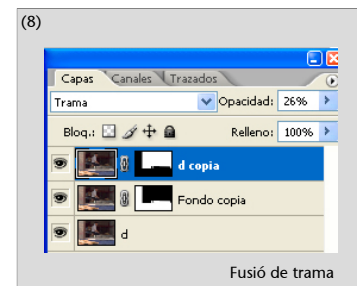 (8)
Capas Canales Trazados
Trama Opacidad: 26%
Bloq.: Relleno: 100%
d copia
Fondo copia
d
Fusió de trama